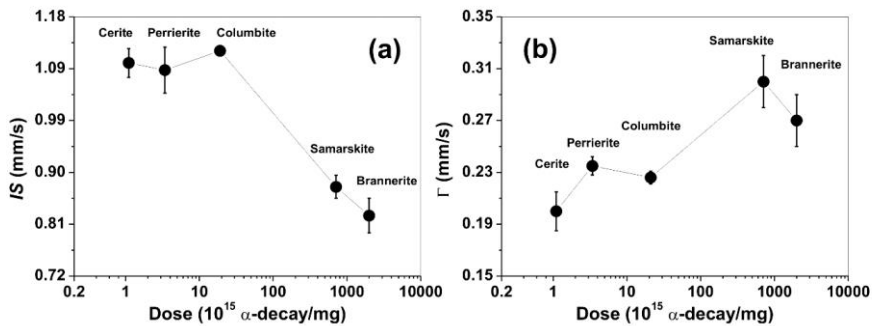 1.18
1.09
0.99
0.90
0.81
0.72
IS (mm/s)
Cerite Perrierite Columbite
(a)
Samarskite
Brannerite
0.2 1 10 100 1000 10000
Dose (10¹⁵ α-decay/mg)
0.35
0.31
0.27
0.23
0.19
0.15
Γ (mm/s)
(b)
Samarskite
Brannerite
Columbite
Perrierite
Cerite
0.2 1 10 100 1000 10000
Dose (10¹⁵ α-decay/mg)